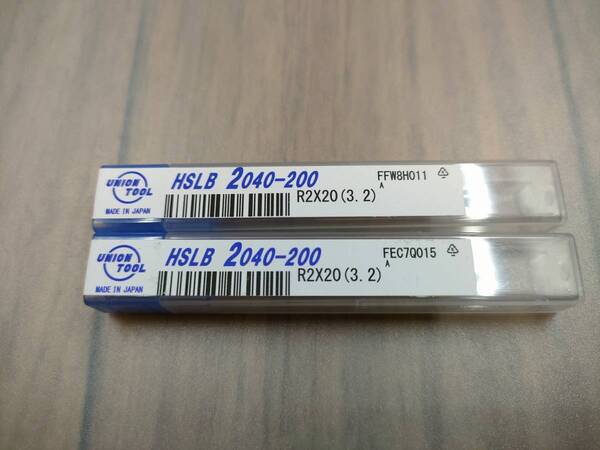 UNION TOOL
MADE IN JAPAN
HSLB 2040-200
FFW8H011
A
R2X20(3.2)
UNION TOOL
MADE IN JAPAN
HSLB 2040-200
FEC7Q015
A
R2X20(3.2)